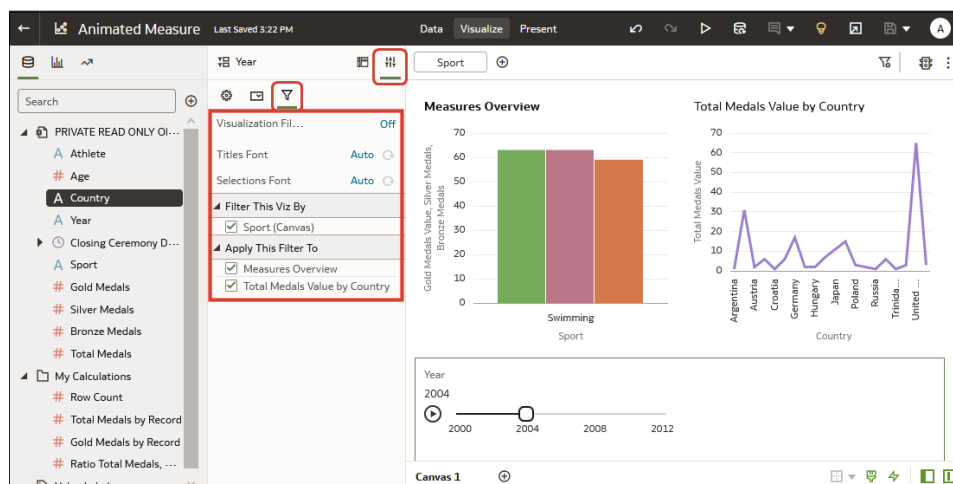 Animated Measure Last Saved 3:22 PM Data Visualize Present A
Search
PRIVATE READ ONLY Ol...
A Athlete
# Age
A Country
A Year
Closing Ceremony D...
A Sport
# Gold Medals
# Silver Medals
# Bronze Medals
# Total Medals
My Calculations
# Row Count
# Total Medals by Record
# Gold Medals by Record
# Ratio Total Medals, ...
Year
Visualization Fil... Off
Titles Font Auto
Selections Font Auto
Filter This Viz By
Sport (Canvas)
Apply This Filter To
Measures Overview
Total Medals Value by Country
Sport
Measures Overview
Gold Medals Value, Silver Medals,
Bronze Medals
70
60
50
40
30
20
10
0
Swimming
Sport
Total Medals Value by Country
Total Medals Value
70
60
50
40
30
20
10
0
Argentina
Austria
Croatia
Germany
Hungary
Japan
Poland
Russia
Trinida...
United ...
Country
Year
2004
2000 2004 2008 2012
Canvas 1